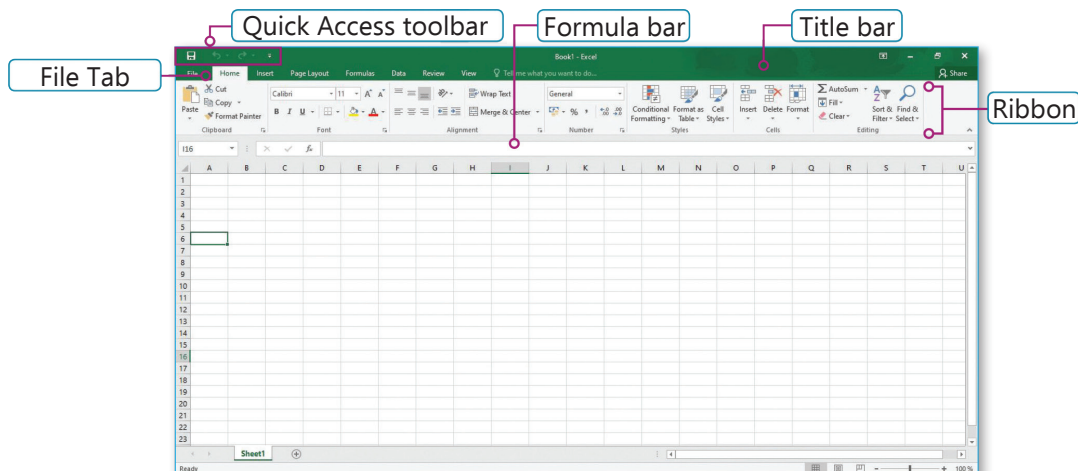 Quick Access toolbar
Formula bar
Title bar
File Tab
Ribbon
Book1 - Excel
File Home Insert Page Layout Formulas Data Review View Tell me what you want to do... Share
Paste
Cut
Copy
Format Painter
Clipboard
Calibri 11 A A
B I U A
Font
Wrap Text
Merge & Center
Alignment
General
% , .0 .00
Number
Conditional Formatting
Format as Table
Cell Styles
Styles
Insert Delete Format
Cells
AutoSum
Fill
Clear
Sort & Filter
Find & Select
Editing
I16 fx
A B C D E F G H I J K L M N O P Q R S T U
1
2
3
4
5
6
7
8
9
10
11
12
13
14
15
16
17
18
19
20
21
22
23
Sheet1
Ready 100%